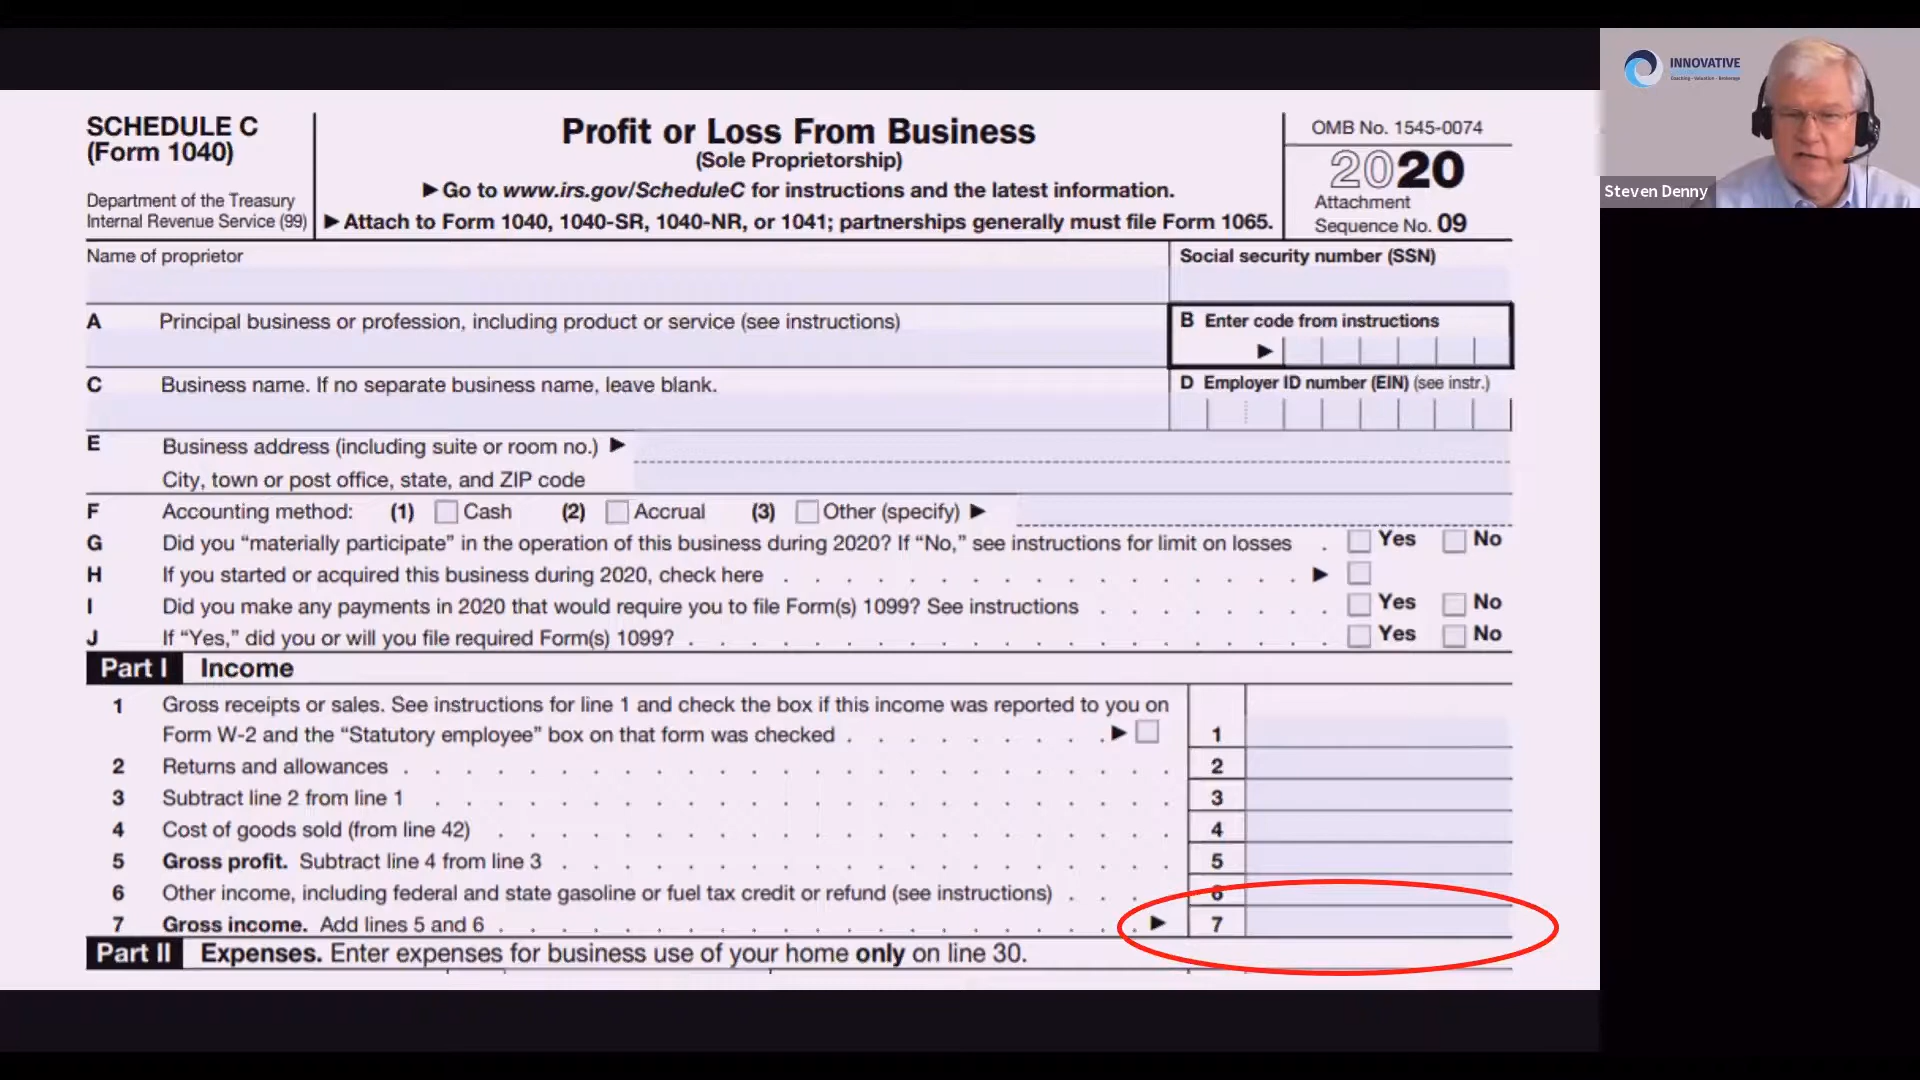 SCHEDULE C
(Form 1040)
Department of the Treasury
Internal Revenue Service (99)
Profit or Loss From Business
(Sole Proprietorship)
▶ Go to www.irs.gov/ScheduleC for instructions and the latest information.
▶ Attach to Form 1040, 1040-SR, 1040-NR, or 1041; partnerships generally must file Form 1065.
OMB No. 1545-0074
2020
Attachment
Sequence No. 09
Name of proprietor
Social security number (SSN)
A Principal business or profession, including product or service (see instructions)
B Enter code from instructions
▶
C Business name. If no separate business name, leave blank.
D Employer ID number (EIN) (see instr.)
E Business address (including suite or room no.) ▶
City, town or post office, state, and ZIP code
F Accounting method: (1) Cash (2) Accrual (3) Other (specify) ▶
G Did you “materially participate” in the operation of this business during 2020? If “No,” see instructions for limit on losses . Yes No
H If you started or acquired this business during 2020, check here ▶
I Did you make any payments in 2020 that would require you to file Form(s) 1099? See instructions Yes No
J If “Yes,” did you or will you file required Form(s) 1099? Yes No
Part I Income
1 Gross receipts or sales. See instructions for line 1 and check the box if this income was reported to you on
Form W-2 and the “Statutory employee” box on that form was checked ▶ 1
2 Returns and allowances 2
3 Subtract line 2 from line 1 3
4 Cost of goods sold (from line 42) 4
5 Gross profit. Subtract line 4 from line 3 5
6 Other income, including federal and state gasoline or fuel tax credit or refund (see instructions) 6
7 Gross income. Add lines 5 and 6 ▶ 7
Part II Expenses. Enter expenses for business use of your home only on line 30.
INNOVATIVE
Coaching - Valuation - Brokerage
Steven Denny